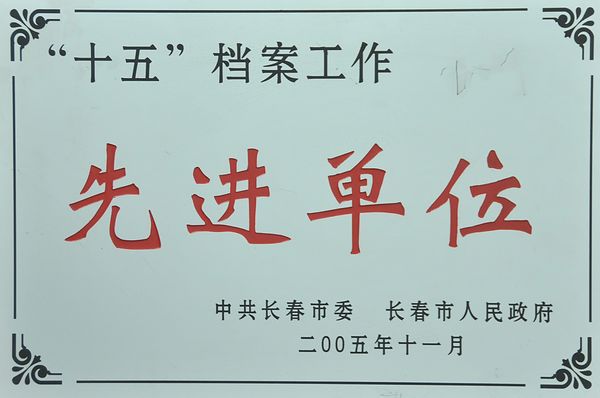 “十五”档案工作
先进单位
中共长春市委 长春市人民政府
二00五年十一月